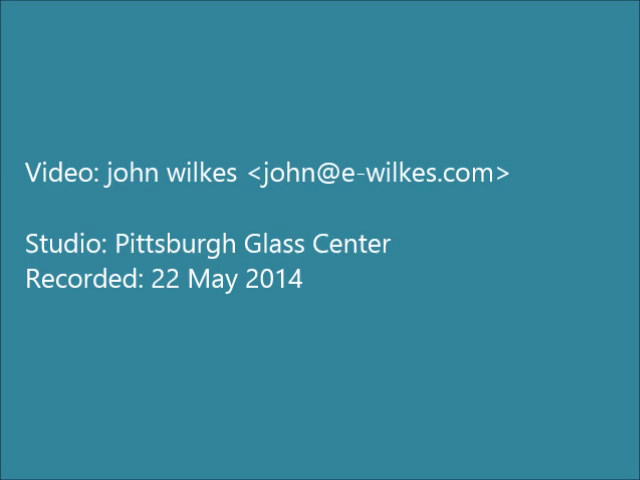 Video: john wilkes <john@e-wilkes.com>
Studio: Pittsburgh Glass Center
Recorded: 22 May 2014